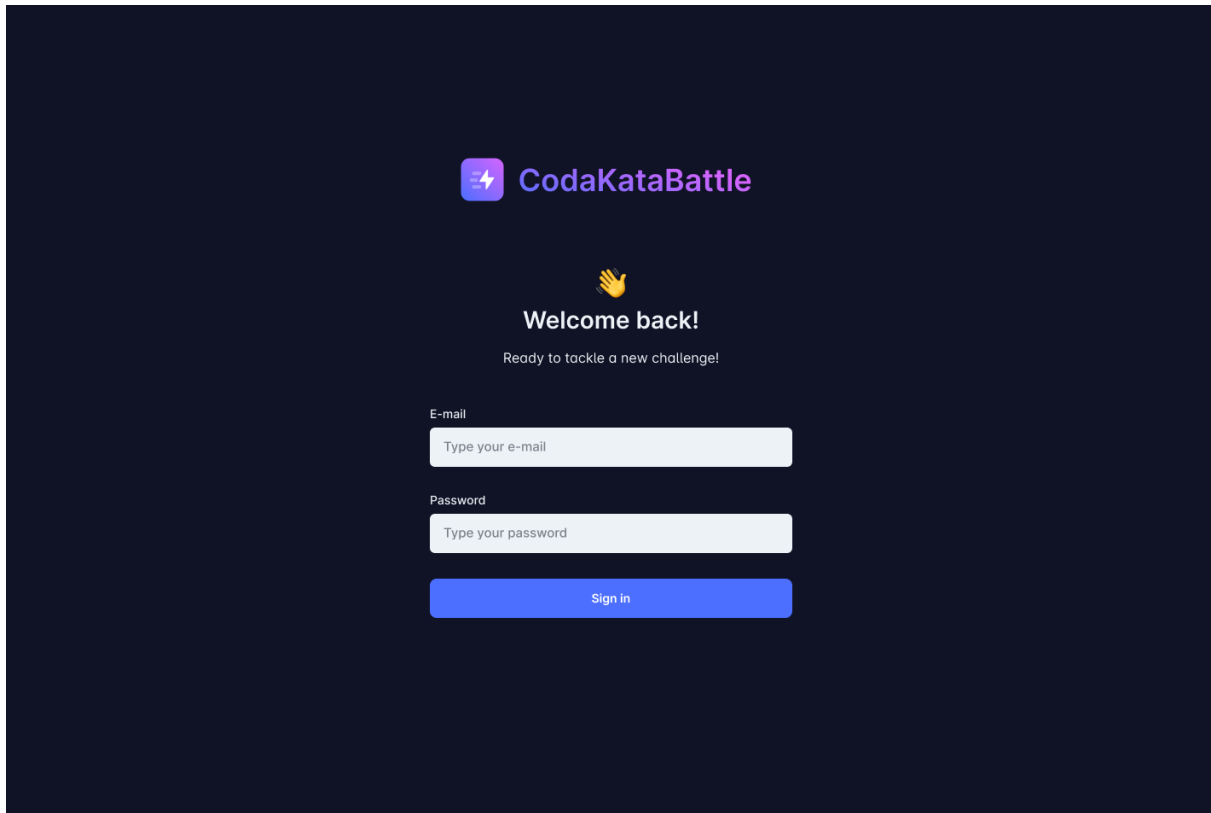 CodaKataBattle
Welcome back!
Ready to tackle a new challenge!
E-mail
Type your e-mail
Password
Type your password
Sign in